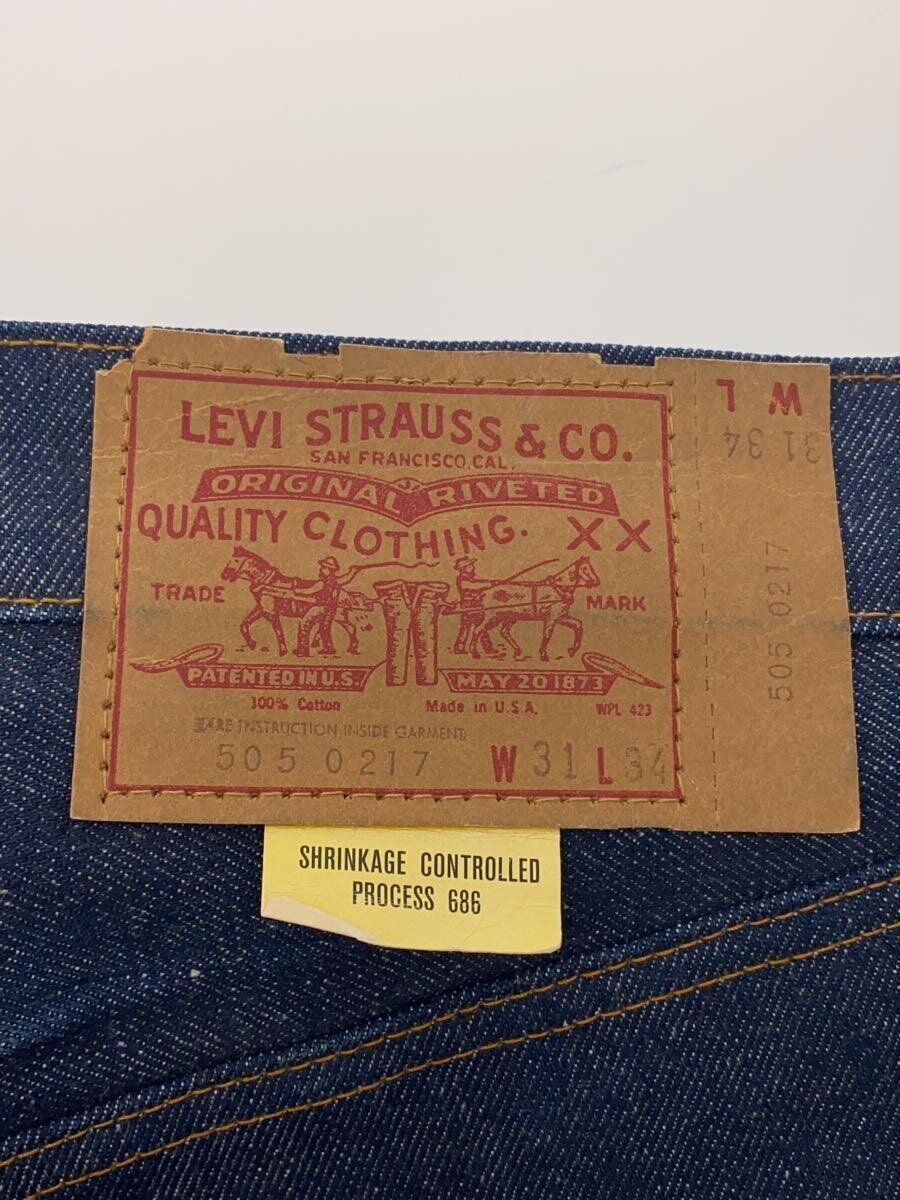 LEVI STRAUSS & CO.
SAN FRANCISCO, CAL.
ORIGINAL RIVETED
QUALITY CLOTHING. XX
TRADE MARK
PATENTED IN U.S. MAY 20 1873
100% Cotton Made in U.S.A. WPL 423
CARE INSTRUCTION INSIDE GARMENT
505 0217 W 31 L 34
W L
31 34
505 0217
SHRINKAGE CONTROLLED
PROCESS 686